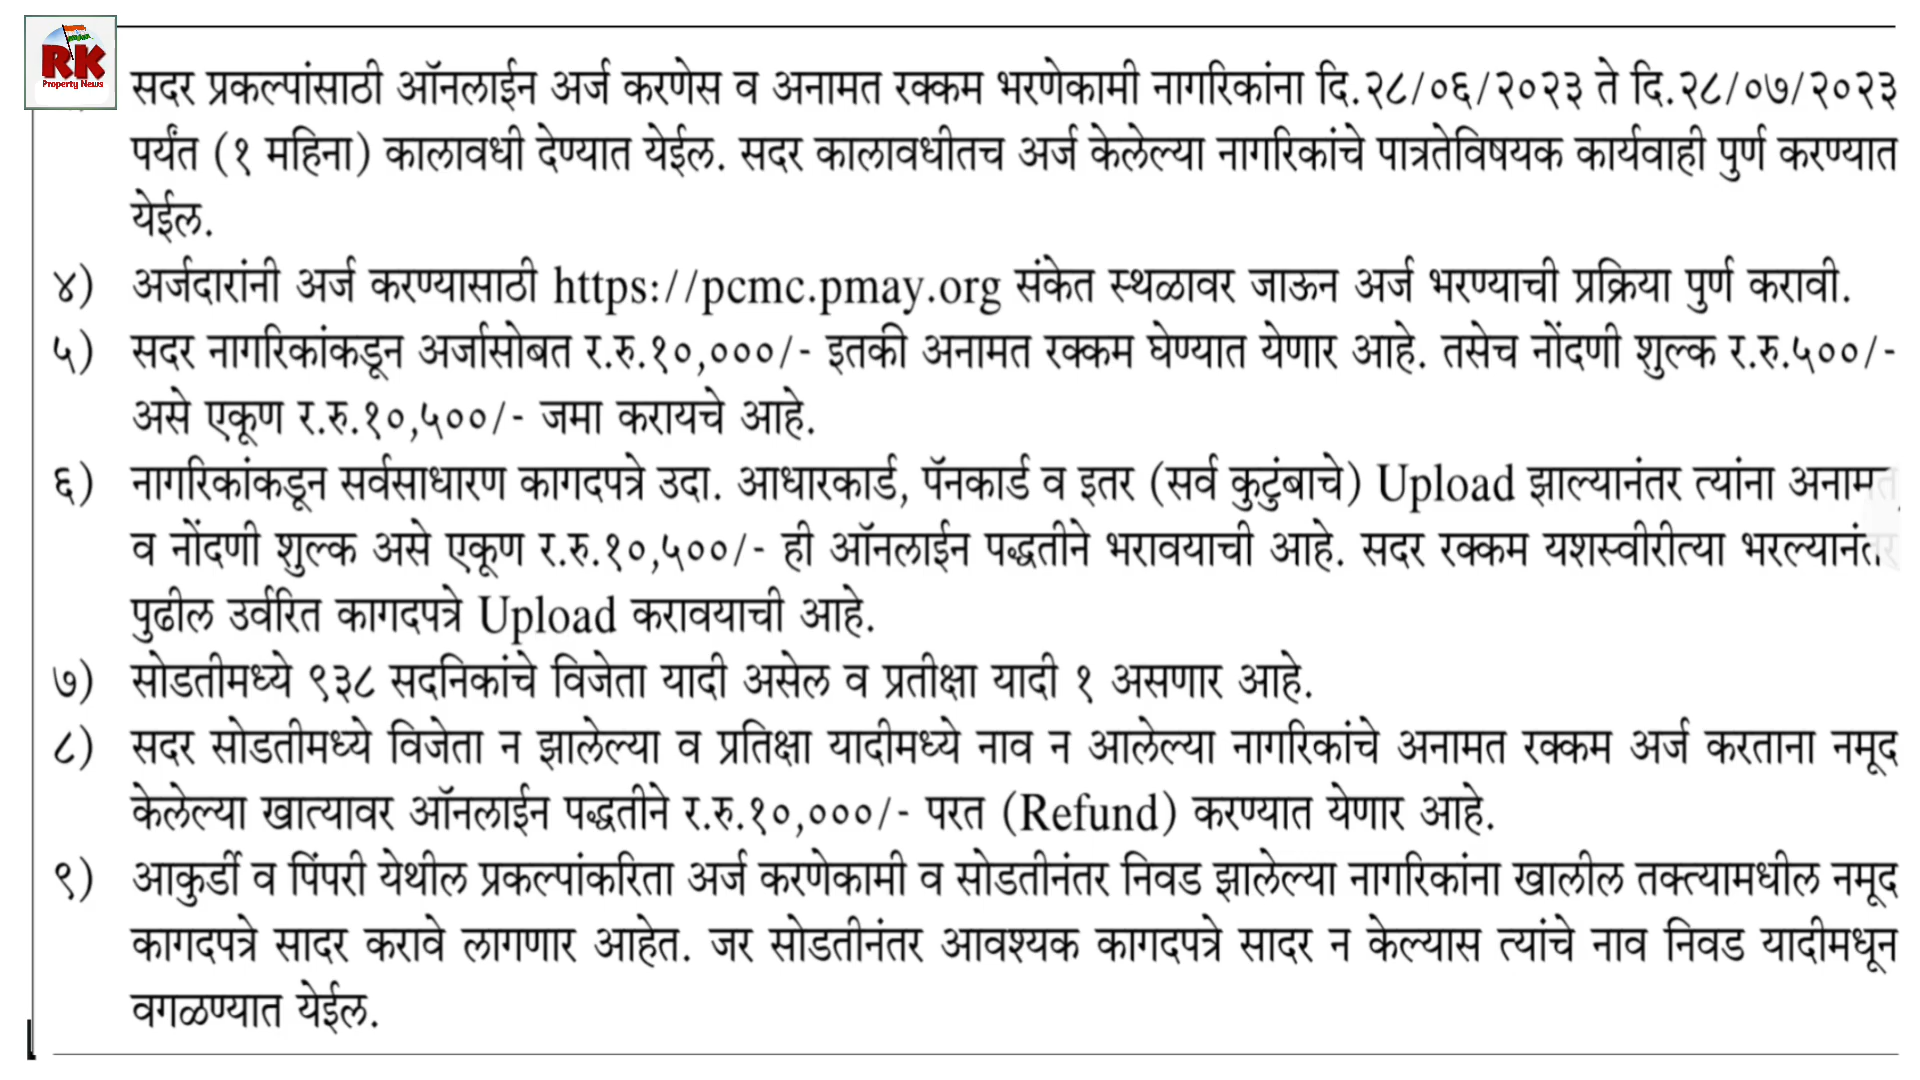 RK
Property News
सदर प्रकल्पांसाठी ऑनलाईन अर्ज करणेस व अनामत रक्कम भरणेकामी नागरिकांना दि.२८/०६/२०२३ ते दि.२८/०७/२०२३
पर्यंत (१ महिना) कालावधी देण्यात येईल. सदर कालावधीतच अर्ज केलेल्या नागरिकांचे पात्रतेविषयक कार्यवाही पुर्ण करण्यात
येईल.
४) अर्जदारांनी अर्ज करण्यासाठी https://pcmc.pmay.org संकेत स्थळावर जाऊन अर्ज भरण्याची प्रक्रिया पुर्ण करावी.
५) सदर नागरिकांकडून अर्जासोबत र.रु.१०,०००/- इतकी अनामत रक्कम घेण्यात येणार आहे. तसेच नोंदणी शुल्क र.रु.५००/-
असे एकूण र.रु.१०,५००/- जमा करायचे आहे.
६) नागरिकांकडून सर्वसाधारण कागदपत्रे उदा. आधारकार्ड, पॅनकार्ड व इतर (सर्व कुटुंबाचे) Upload झाल्यानंतर त्यांना अनामत
व नोंदणी शुल्क असे एकूण र.रु.१०,५००/- ही ऑनलाईन पद्धतीने भरावयाची आहे. सदर रक्कम यशस्वीरीत्या भरल्यानंतर
पुढील उर्वरित कागदपत्रे Upload करावयाची आहे.
७) सोडतीमध्ये ९३८ सदनिकांचे विजेता यादी असेल व प्रतीक्षा यादी १ असणार आहे.
८) सदर सोडतीमध्ये विजेता न झालेल्या व प्रतिक्षा यादीमध्ये नाव न आलेल्या नागरिकांचे अनामत रक्कम अर्ज करताना नमूद
केलेल्या खात्यावर ऑनलाईन पद्धतीने र.रु.१०,०००/- परत (Refund) करण्यात येणार आहे.
९) आकुर्डी व पिंपरी येथील प्रकल्पांकरिता अर्ज करणेकामी व सोडतीनंतर निवड झालेल्या नागरिकांना खालील तक्त्यामधील नमूद
कागदपत्रे सादर करावे लागणार आहेत. जर सोडतीनंतर आवश्यक कागदपत्रे सादर न केल्यास त्यांचे नाव निवड यादीमधून
वगळण्यात येईल.